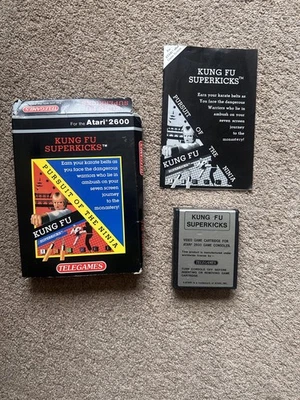 TELEGAMES
For the Atari 2600
KUNG FU
SUPERKICKS™
Earn your karate belts as
you face the dangerous
warriors who lie in
ambush on your
seven screen
journey
to the
monastery!
PURSUIT OF THE NINJA
KUNG FU
TELEGAMES
KUNG FU
SUPERKICKS™
Earn your karate belts as
You face the dangerous
Warriors who lie in
ambush on your
seven screen
journey
to the
monastery!
PURSUIT OF THE NINJA
KUNG FU
KUNG FU
SUPERKICKS
VIDEO GAME CARTRIDGE FOR
TELEGAMES